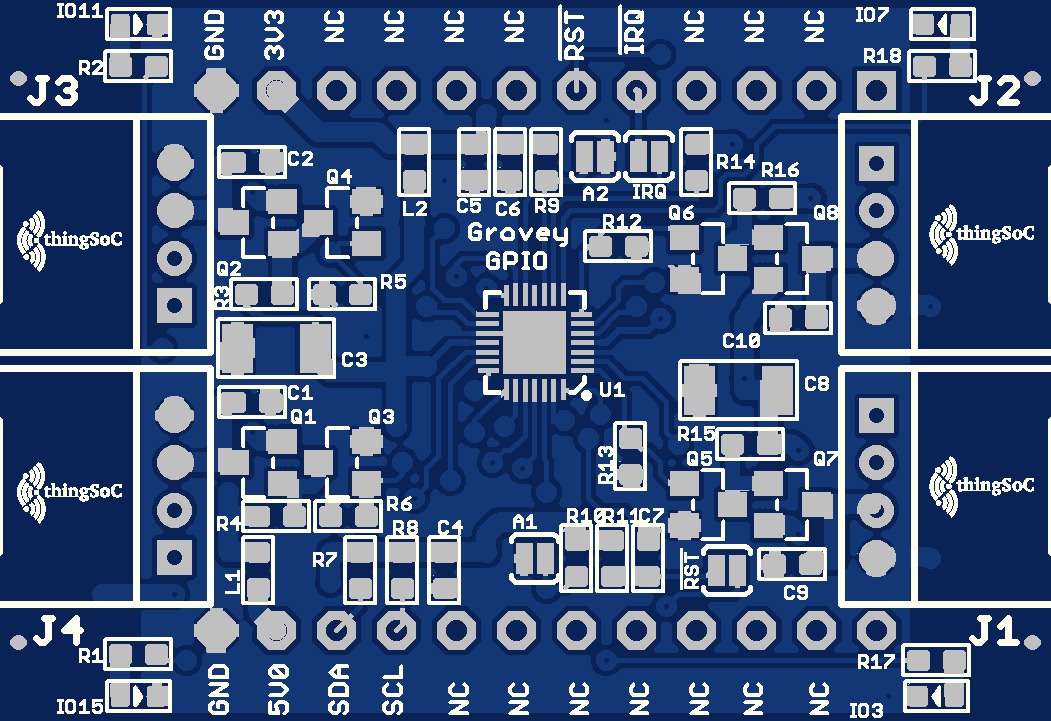 IO11
GND
3V3
NC
NC
NC
NC
RST
IRQ
NC
NC
NC
IO7
R2
R18
J3
J2
C2
Q4
L2
C5
C6
R9
A2
IRQ
R14
R16
thingSoC
Gravey
GPIO
R12
Q6
Q8
thingSoC
Q2
R3
R5
C10
C3
U1
C8
C1
Q1
Q3
R15
R13
Q5
Q7
thingSoC
thingSoC
R4
R6
R8
C4
A1
R10
R11
C7
R7
L1
RST
C9
J4
J1
R1
R17
IO15
GND
5V0
SDA
SCL
NC
NC
NC
NC
NC
NC
NC
IO3